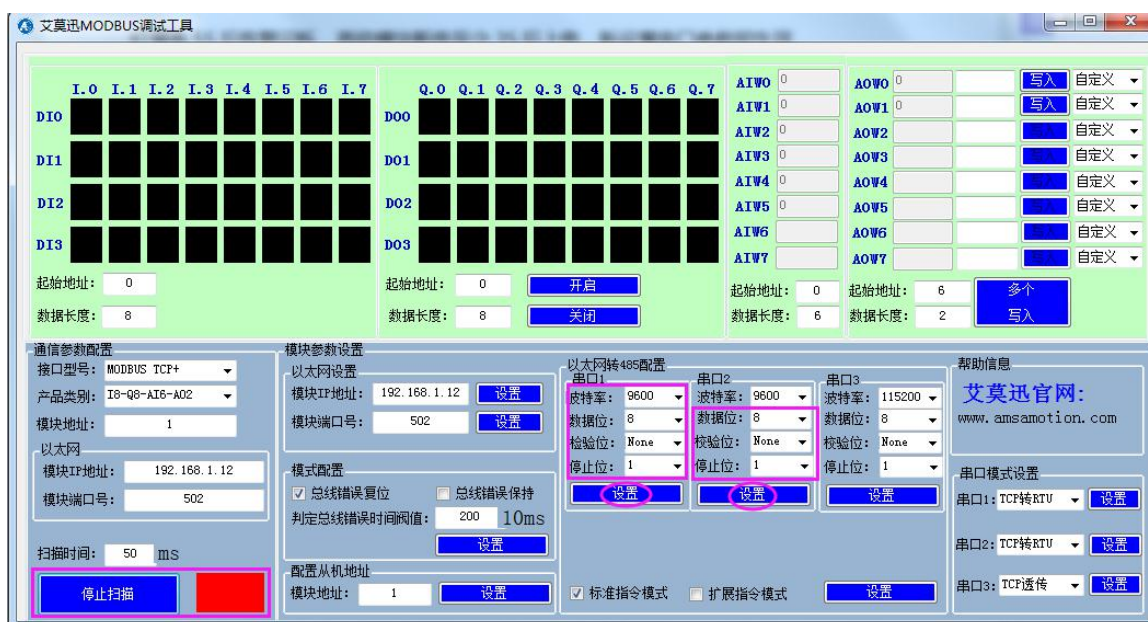 艾莫迅MODBUS调试工具
I.0 I.1 I.2 I.3 I.4 I.5 I.6 I.7
DI0
DI1
DI2
DI3
起始地址: 0
数据长度: 8
Q.0 Q.1 Q.2 Q.3 Q.4 Q.5 Q.6 Q.7
DO0
DO1
DO2
DO3
起始地址: 0 开启
数据长度: 8 关闭
AIW0 0
AIW1 0
AIW2 0
AIW3 0
AIW4 0
AIW5 0
AIW6
AIW7
起始地址: 0
数据长度: 6
AOW0 0 写入 自定义
AOW1 0 写入 自定义
AOW2 写入 自定义
AOW3 写入 自定义
AOW4 写入 自定义
AOW5 写入 自定义
AOW6 写入 自定义
AOW7 写入 自定义
起始地址: 6
数据长度: 2
多个
写入
通信参数配置
接口型号: MODBUS TCP+
产品类别: I8-Q8-AI6-AO2
模块地址: 1
以太网
模块IP地址: 192.168.1.12
模块端口号: 502
扫描时间: 50 ms
停止扫描
模块参数设置
以太网设置
模块IP地址: 192.168.1.12 设置
模块端口号: 502 设置
模式配置
总线错误复位 总线错误保持
判定总线错误时间阀值: 200 10ms
设置
配置从机地址
模块地址: 1 设置
以太网转485配置
串口1
波特率: 9600
数据位: 8
检验位: None
停止位: 1
设置
串口2
波特率: 9600
数据位: 8
校验位: None
停止位: 1
设置
串口3
波特率: 115200
数据位: 8
校验位: None
停止位: 1
设置
标准指令模式 扩展指令模式 设置
帮助信息
艾莫迅官网:
www.amsamotion.com
串口模式设置
串口1: TCP转RTU 设置
串口2: TCP转RTU 设置
串口3: TCP透传 设置